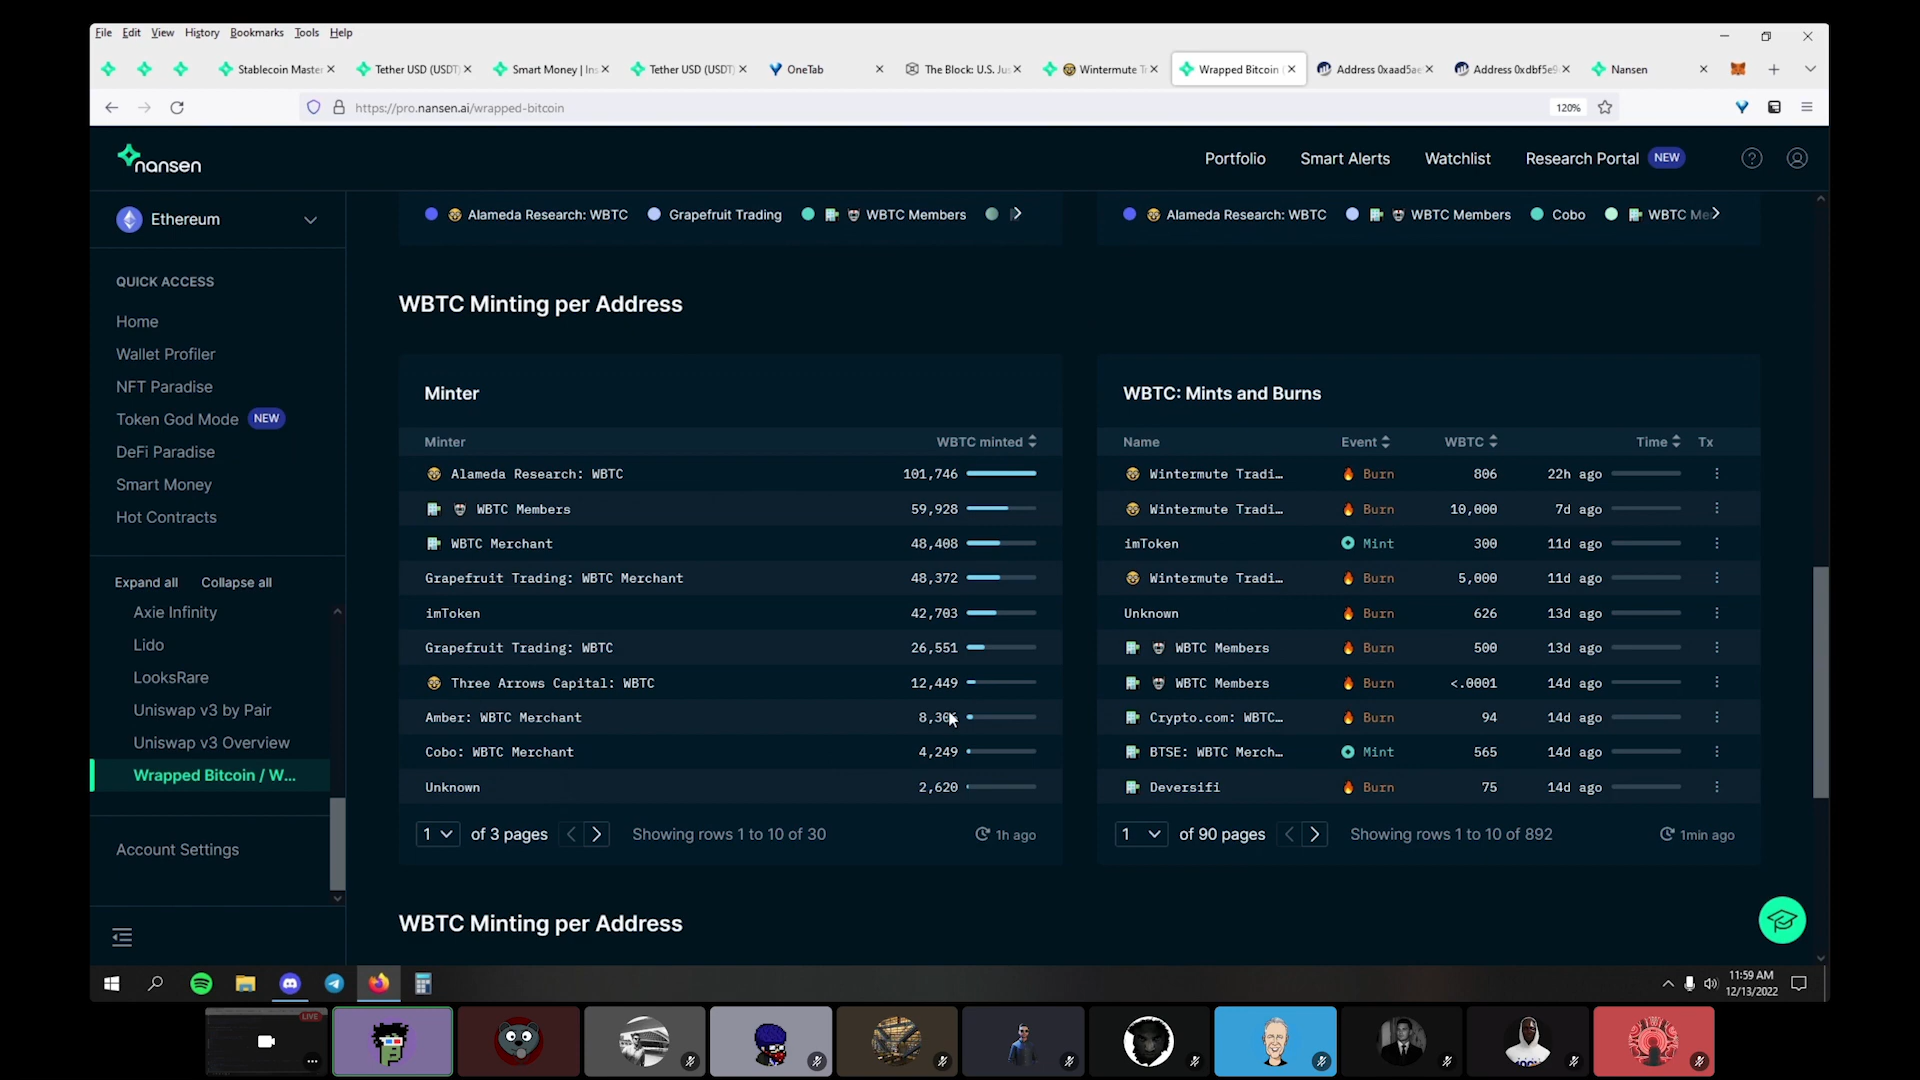 File Edit View History Bookmarks Tools Help
Stablecoin Master
Tether USD (USDT)
Smart Money | Ins
Tether USD (USDT)
OneTab
The Block: U.S. Jus
Wintermute Tr
Wrapped Bitcoin (
Address 0xaad5ae
Address 0xdbf5e9
Nansen
https://pro.nansen.ai/wrapped-bitcoin
120%
nansen
Portfolio
Smart Alerts
Watchlist
Research Portal NEW
Ethereum
QUICK ACCESS
Home
Wallet Profiler
NFT Paradise
Token God Mode NEW
DeFi Paradise
Smart Money
Hot Contracts
Expand all Collapse all
Axie Infinity
Lido
LooksRare
Uniswap v3 by Pair
Uniswap v3 Overview
Wrapped Bitcoin / W...
Account Settings
Alameda Research: WBTC Grapefruit Trading WBTC Members
Alameda Research: WBTC WBTC Members Cobo WBTC Me
WBTC Minting per Address
Minter
Minter WBTC minted
Alameda Research: WBTC 101,746
WBTC Members 59,928
WBTC Merchant 48,408
Grapefruit Trading: WBTC Merchant 48,372
imToken 42,703
Grapefruit Trading: WBTC 26,551
Three Arrows Capital: WBTC 12,449
Amber: WBTC Merchant
Cobo: WBTC Merchant 4,249
Unknown 2,620
1 of 3 pages Showing rows 1 to 10 of 30 1h ago
WBTC: Mints and Burns
Name Event WBTC Time Tx
Wintermute Tradi… Burn 806 22h ago
Wintermute Tradi… Burn 10,000 7d ago
imToken Mint 300 11d ago
Wintermute Tradi… Burn 5,000 11d ago
Unknown Burn 626 13d ago
WBTC Members Burn 500 13d ago
WBTC Members Burn <.0001 14d ago
Crypto.com: WBTC… Burn 94 14d ago
BTSE: WBTC Merch… Mint 565 14d ago
Deversifi Burn 75 14d ago
1 of 90 pages Showing rows 1 to 10 of 892 1min ago
WBTC Minting per Address
11:59 AM
12/13/2022
LIVE